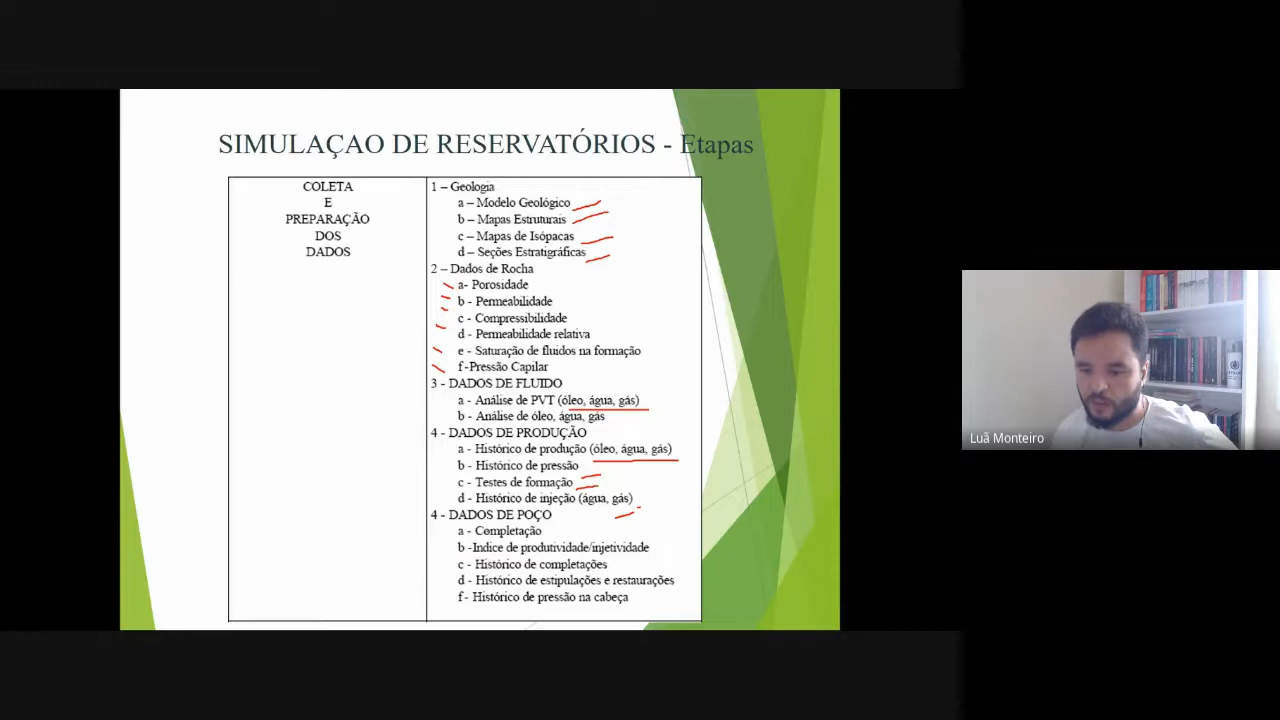 SIMULAÇAO DE RESERVATÓRIOS - Etapas
COLETA
E
PREPARAÇÃO
DOS
DADOS
1 – Geologia
a – Modelo Geológico
b – Mapas Estruturais
c – Mapas de Isópacas
d – Seções Estratigráficas
2 – Dados de Rocha
a- Porosidade
b - Permeabilidade
c - Compressibilidade
d - Permeabilidade relativa
e - Saturação de fluidos na formação
f -Pressão Capilar
3 - DADOS DE FLUIDO
a - Análise de PVT (óleo, água, gás)
b - Análise de óleo, água, gás
4 - DADOS DE PRODUÇÃO
a - Histórico de produção (óleo, água, gás)
b - Histórico de pressão
c - Testes de formação
d - Histórico de injeção (água, gás)
4 - DADOS DE POÇO
a - Completação
b -Indice de produtividade/injetividade
c - Histórico de completações
d - Histórico de estipulações e restaurações
f - Histórico de pressão na cabeça
Luã Monteiro